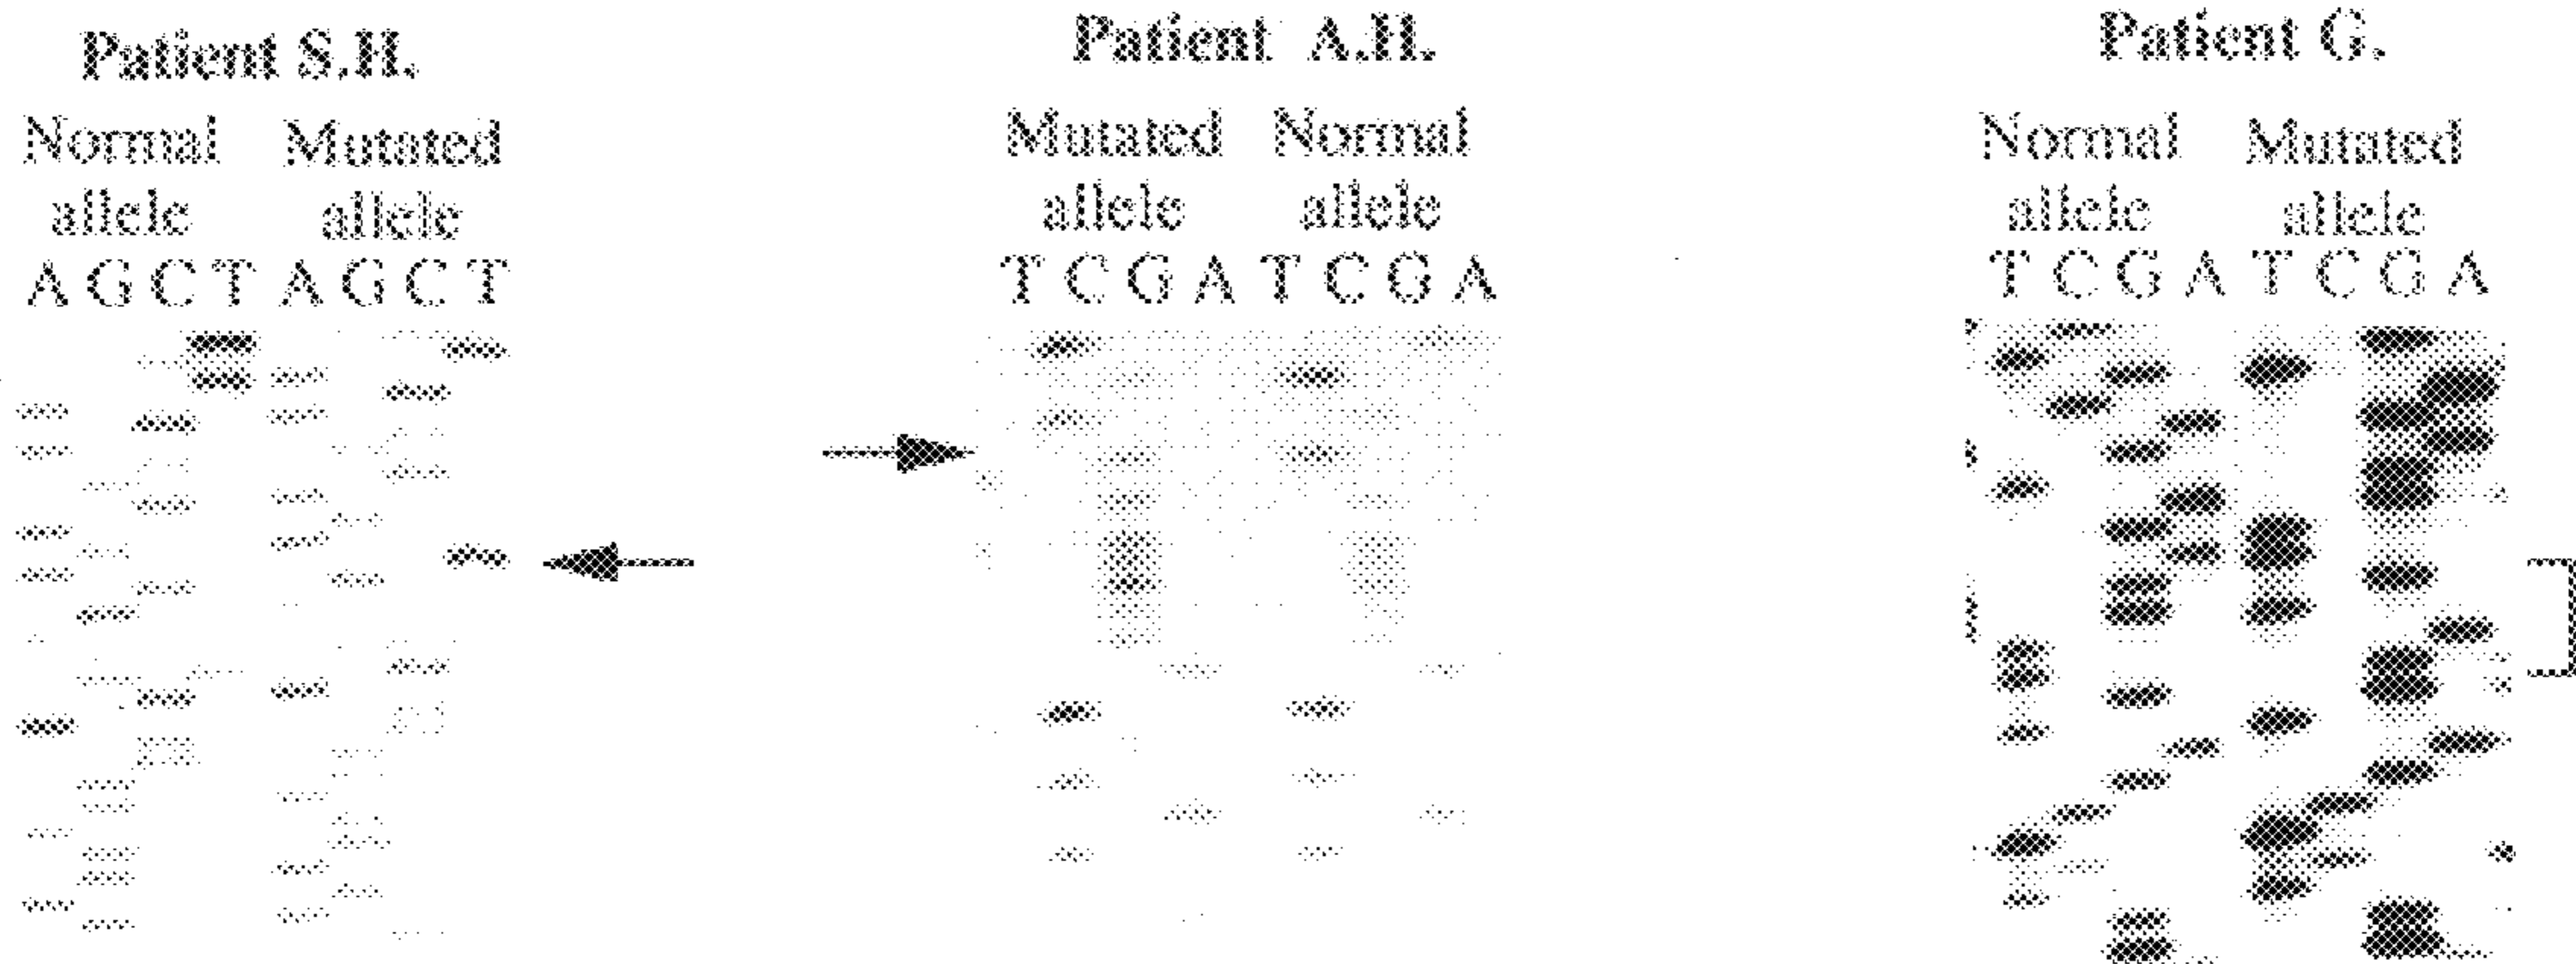 Patient S.H.
Normal Mutated
allele allele
A G C T A G C T
Patient A.H.
Mutated Normal
allele allele
T C G A T C G A
Patient G.
Normal Mutated
allele allele
T C G A T C G A